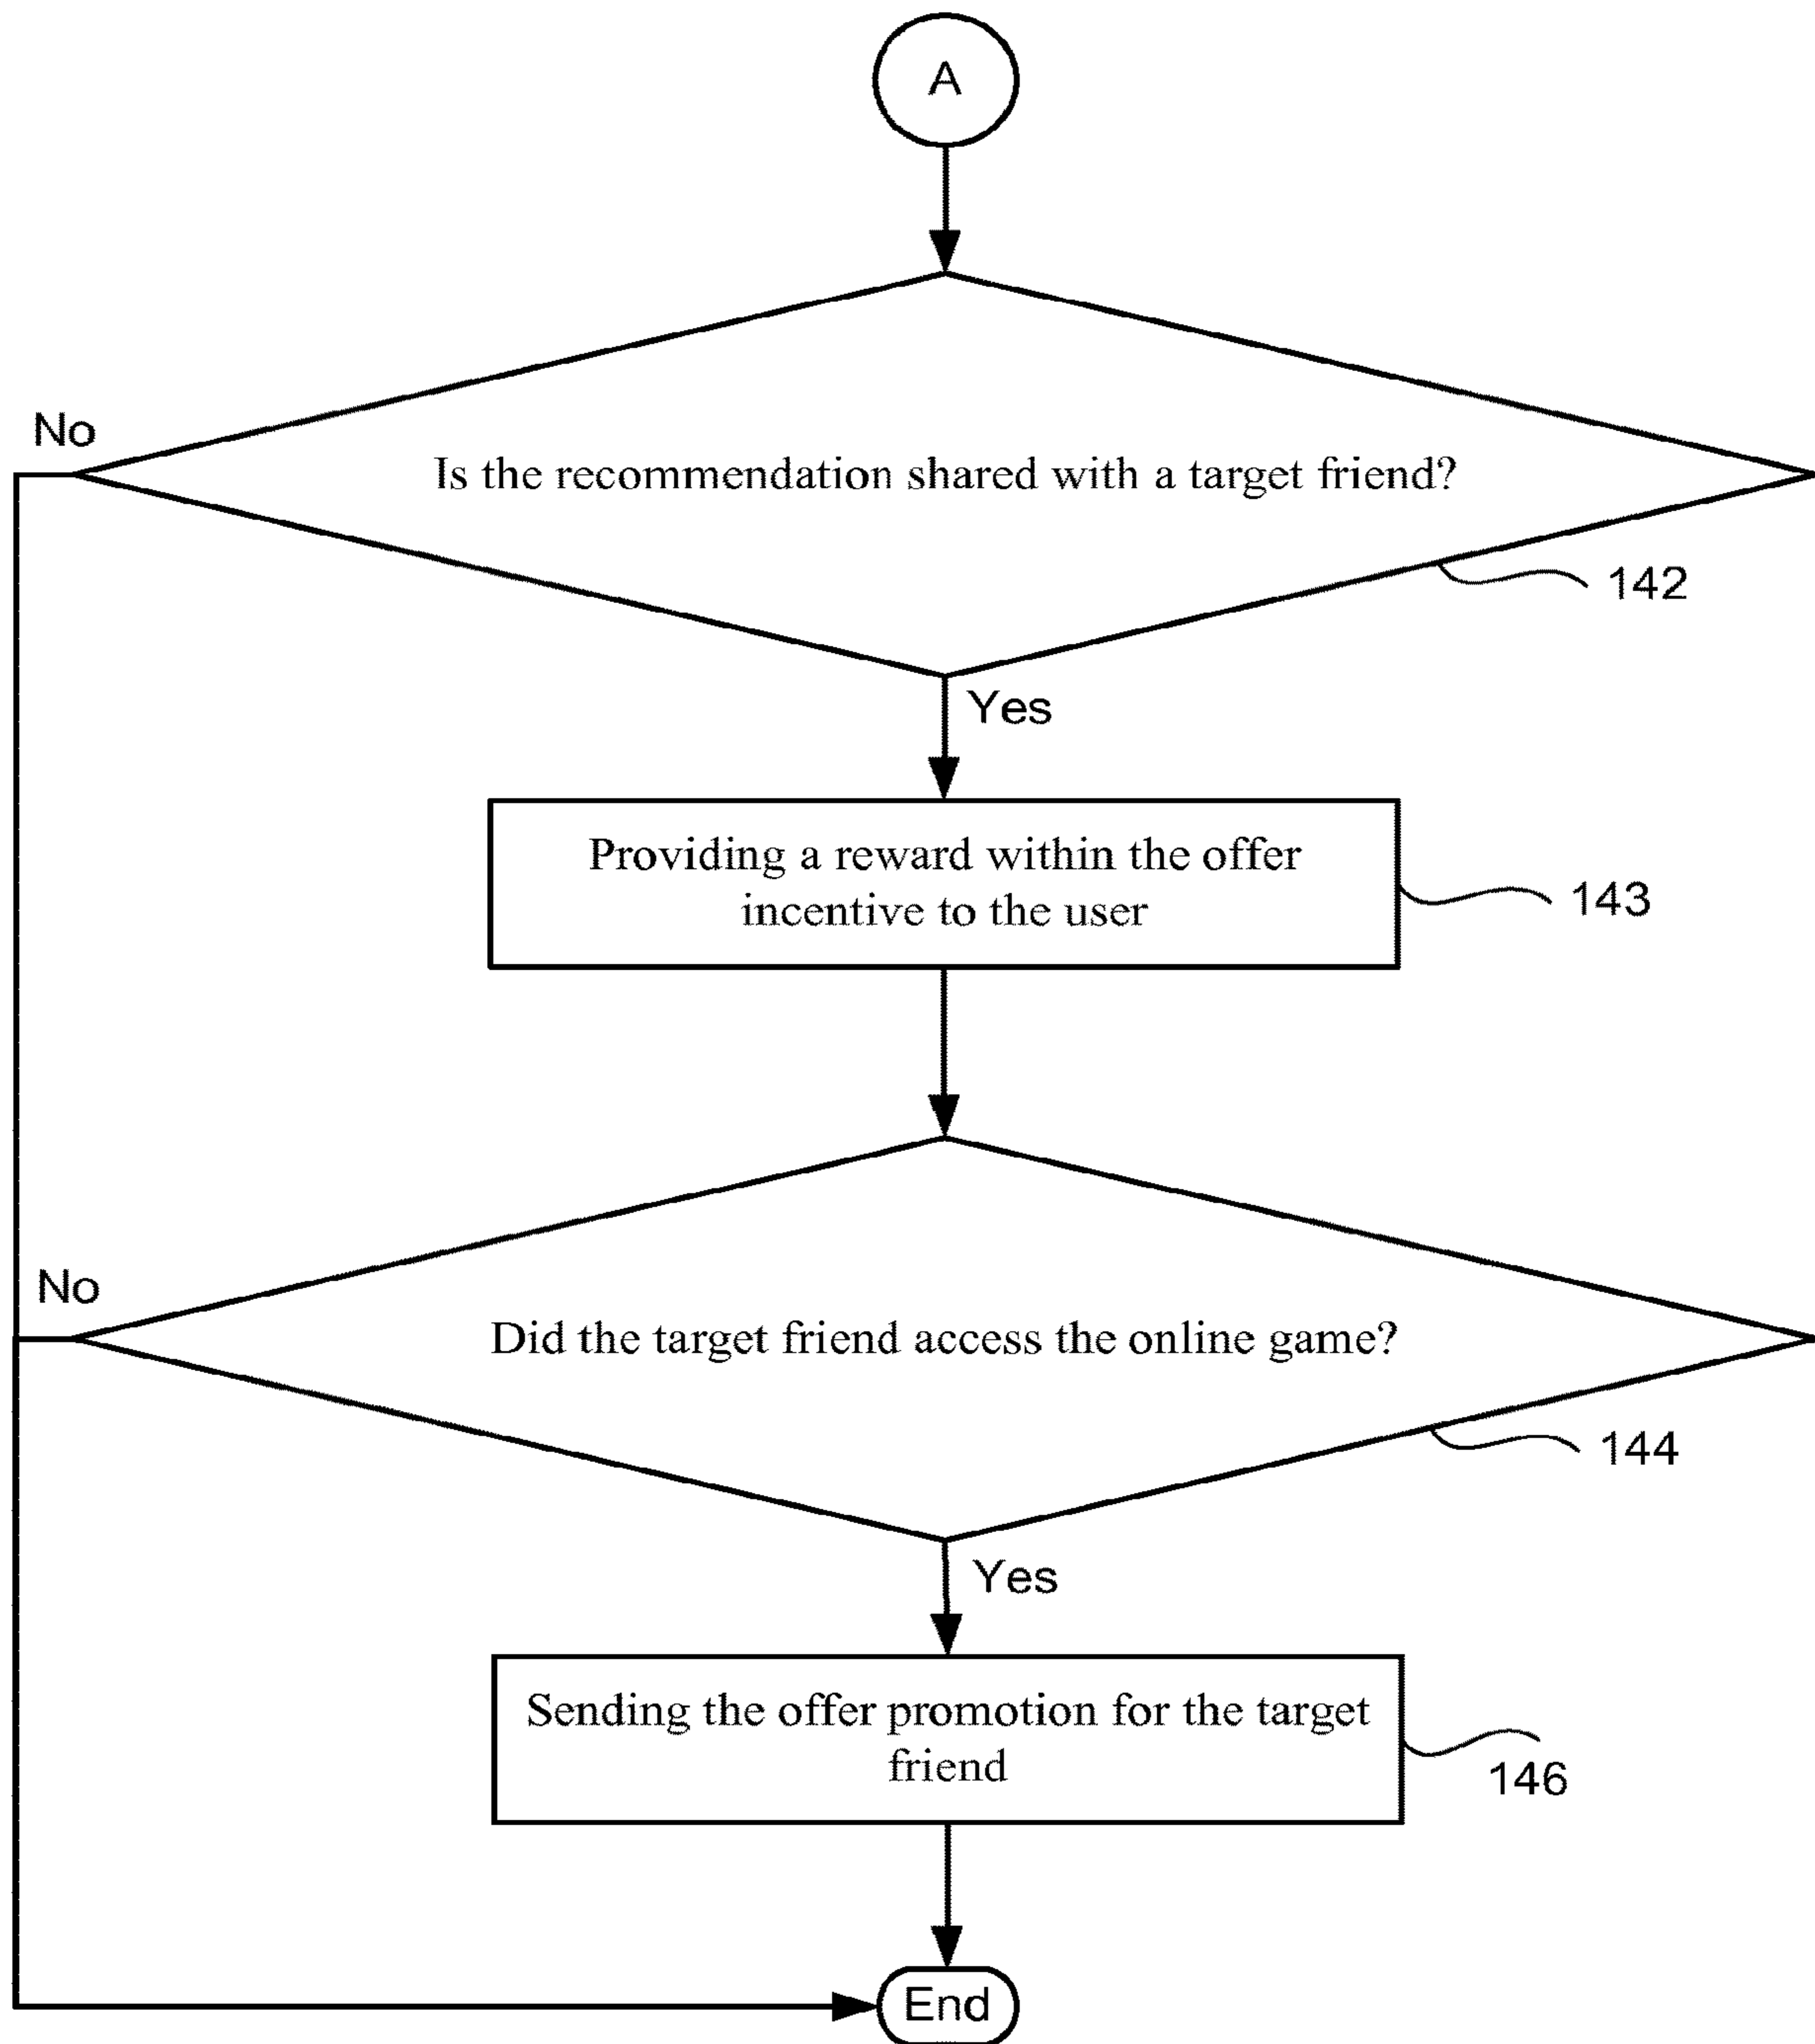 A
No
Is the recommendation shared with a target friend?
142
Yes
Providing a reward within the offer
incentive to the user
143
No
Did the target friend access the online game?
144
Yes
Sending the offer promotion for the target
friend
146
End